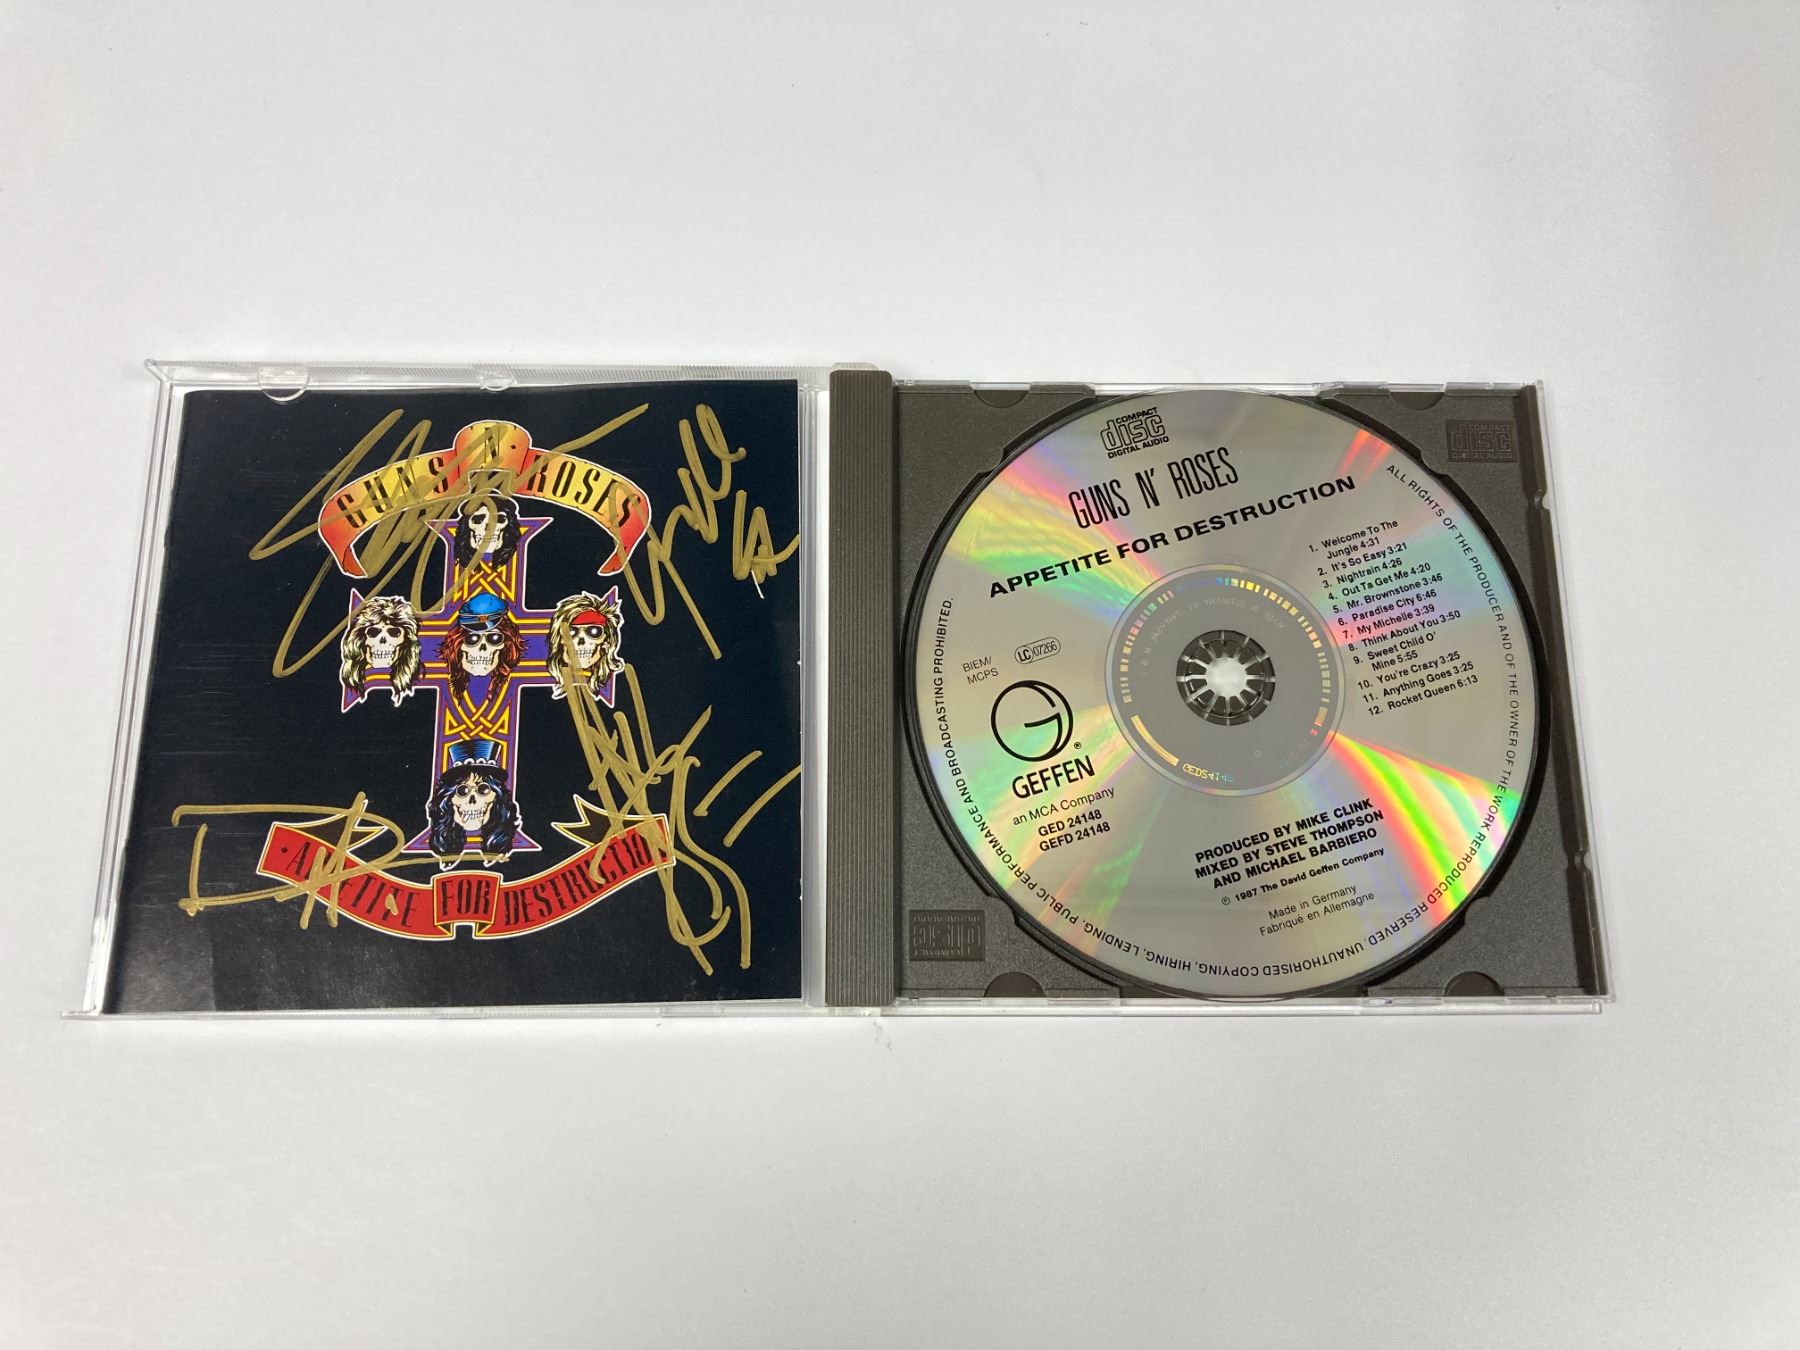 GUNS N' ROSES
APPETITE FOR DESTRUCTION
COMPACT
disc
DIGITAL AUDIO
GUNS N' ROSES
APPETITE FOR DESTRUCTION
1. Welcome To The
Jungle 4:31
2. It's So Easy 3:21
3. Nightrain 4:26
4. Out Ta Get Me 4:20
5. Mr. Brownstone 3:46
6. Paradise City 6:46
7. My Michelle 3:39
8. Think About You 3:50
9. Sweet Child O'
Mine 5:55
10. You're Crazy 3:25
11. Anything Goes 3:25
12. Rocket Queen 6:13
BIEM/
MCPS
LC 07266
GEFFEN®
an MCA Company
GED 24148
GEFD 24148
PRODUCED BY MIKE CLINK
MIXED BY STEVE THOMPSON
AND MICHAEL BARBIERO
℗ 1987 The David Geffen Company
Made in Germany
Fabriqué en Allemagne
ALL RIGHTS OF THE PRODUCER AND OF THE OWNER OF THE WORK REPRODUCED RESERVED. UNAUTHORISED COPYING, HIRING, LENDING, PUBLIC PERFORMANCE AND BROADCASTING PROHIBITED.
COMPACT
disc
DIGITAL AUDIO
COMPACT
disc
DIGITAL AUDIO